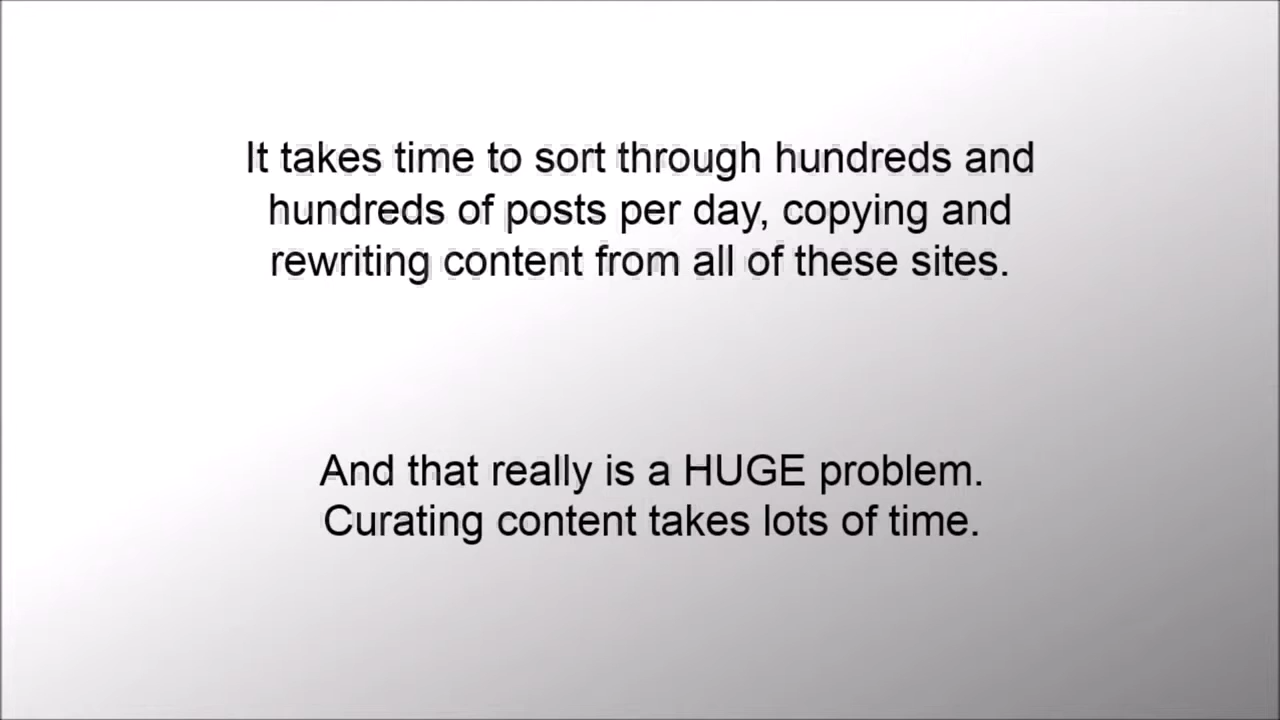 It takes time to sort through hundreds and
hundreds of posts per day, copying and
rewriting content from all of these sites.
And that really is a HUGE problem.
Curating content takes lots of time.